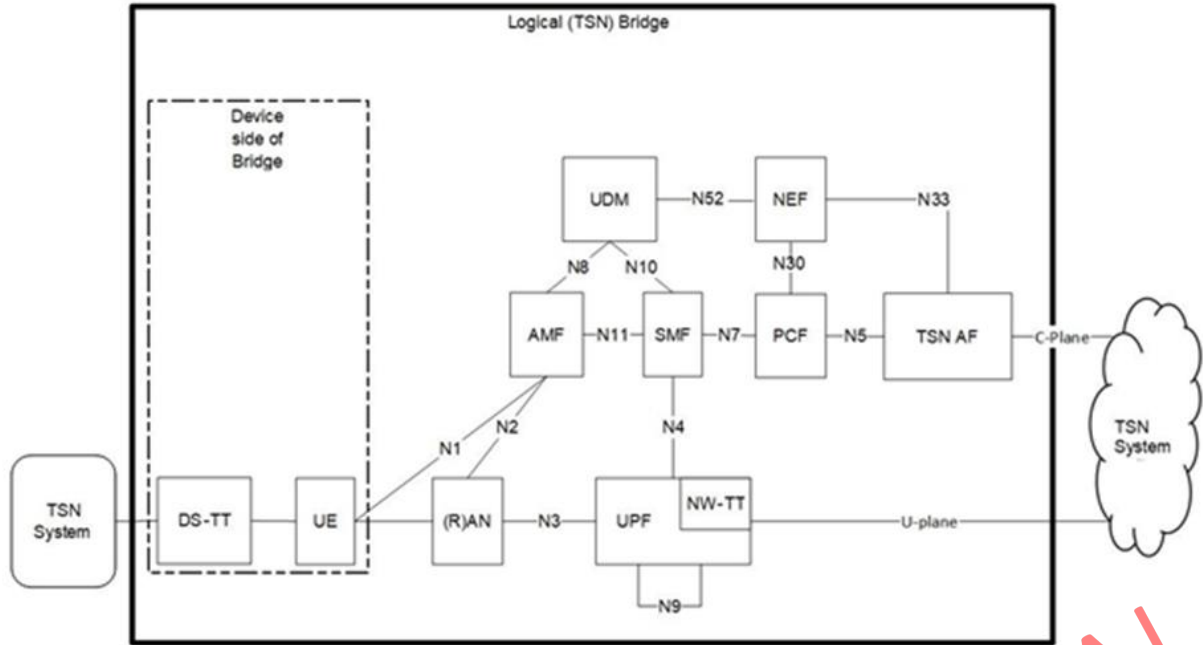 Logical (TSN) Bridge
Device
side of
Bridge
UDM
N52
NEF
N33
N8
N10
N30
AMF
N11
SMF
N7
PCF
N5
TSN AF
C-Plane
N1
N2
N4
TSN
System
TSN
System
DS-TT
UE
(R)AN
N3
UPF
NW-TT
U-plane
N9